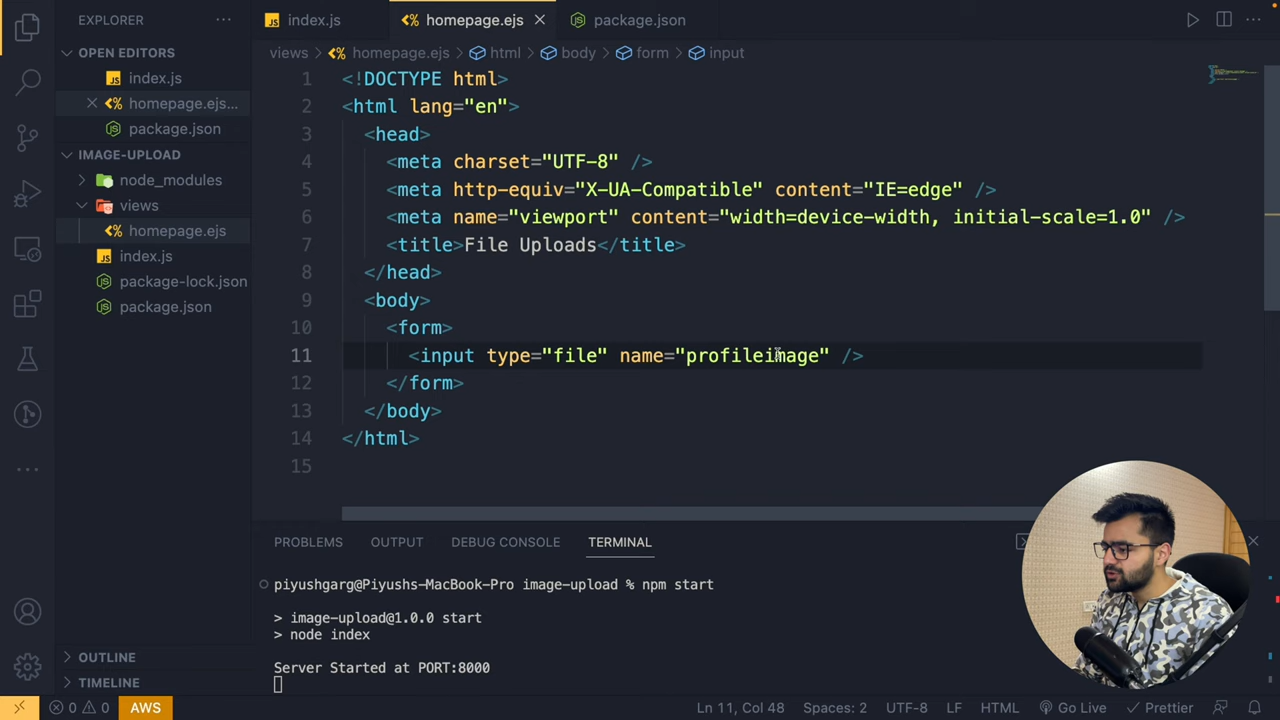 EXPLORER
OPEN EDITORS
index.js
homepage.ejs...
package.json
IMAGE-UPLOAD
node_modules
views
homepage.ejs
index.js
package-lock.json
package.json
OUTLINE
TIMELINE
index.js homepage.ejs package.json
views homepage.ejs html body form input
1 <!DOCTYPE html>
2 <html lang="en">
3 <head>
4 <meta charset="UTF-8" />
5 <meta http-equiv="X-UA-Compatible" content="IE=edge" />
6 <meta name="viewport" content="width=device-width, initial-scale=1.0" />
7 <title>File Uploads</title>
8 </head>
9 <body>
10 <form>
11 <input type="file" name="profileimage" />
12 </form>
13 </body>
14 </html>
15
PROBLEMS OUTPUT DEBUG CONSOLE TERMINAL
piyushgarg@Piyushs-MacBook-Pro image-upload % npm start
> image-upload@1.0.0 start
> node index
Server Started at PORT:8000
0 0 AWS Ln 11, Col 48 Spaces: 2 UTF-8 LF HTML Go Live Prettier